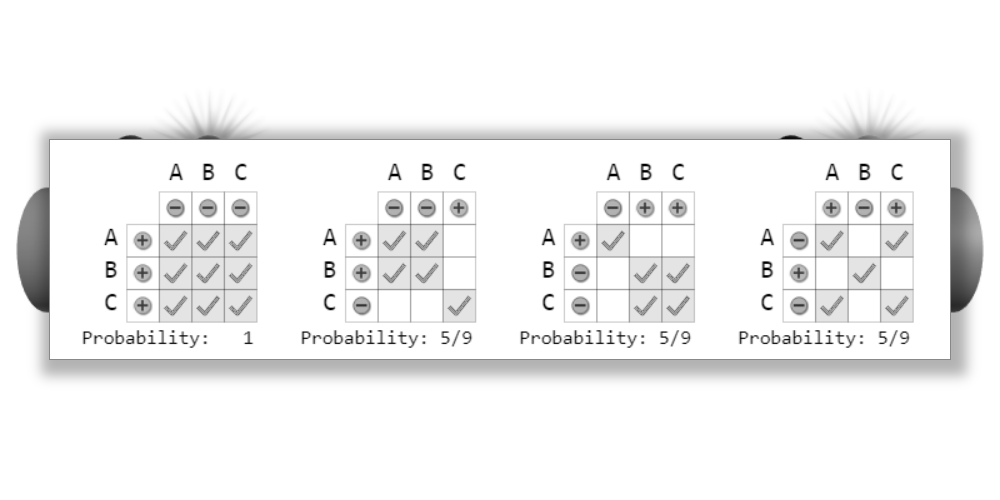 A B C A B C A B C A B C
− − − − − + − + + + − +
A + ✓ ✓ ✓ A + ✓ ✓ A + ✓ A − ✓ ✓
B + ✓ ✓ ✓ B + ✓ ✓ B − ✓ ✓ B + ✓
C + ✓ ✓ ✓ C − ✓ C − ✓ ✓ C − ✓ ✓
Probability: 1 Probability: 5/9 Probability: 5/9 Probability: 5/9